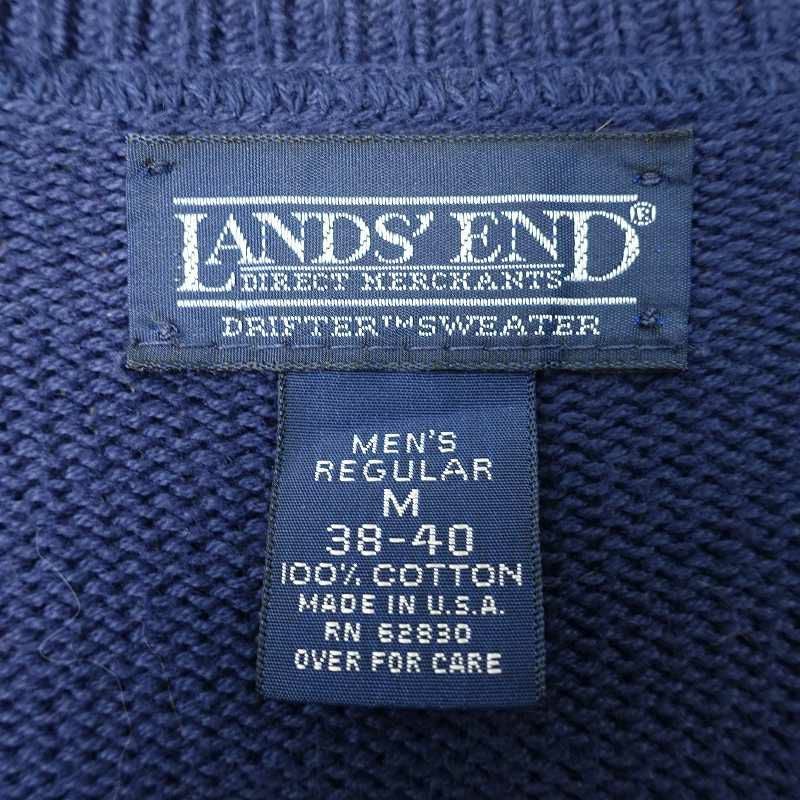 LANDS' END®
DIRECT MERCHANTS
DRIFTER™ SWEATER
MEN'S
REGULAR
M
38-40
100% COTTON
MADE IN U.S.A.
RN 62830
OVER FOR CARE